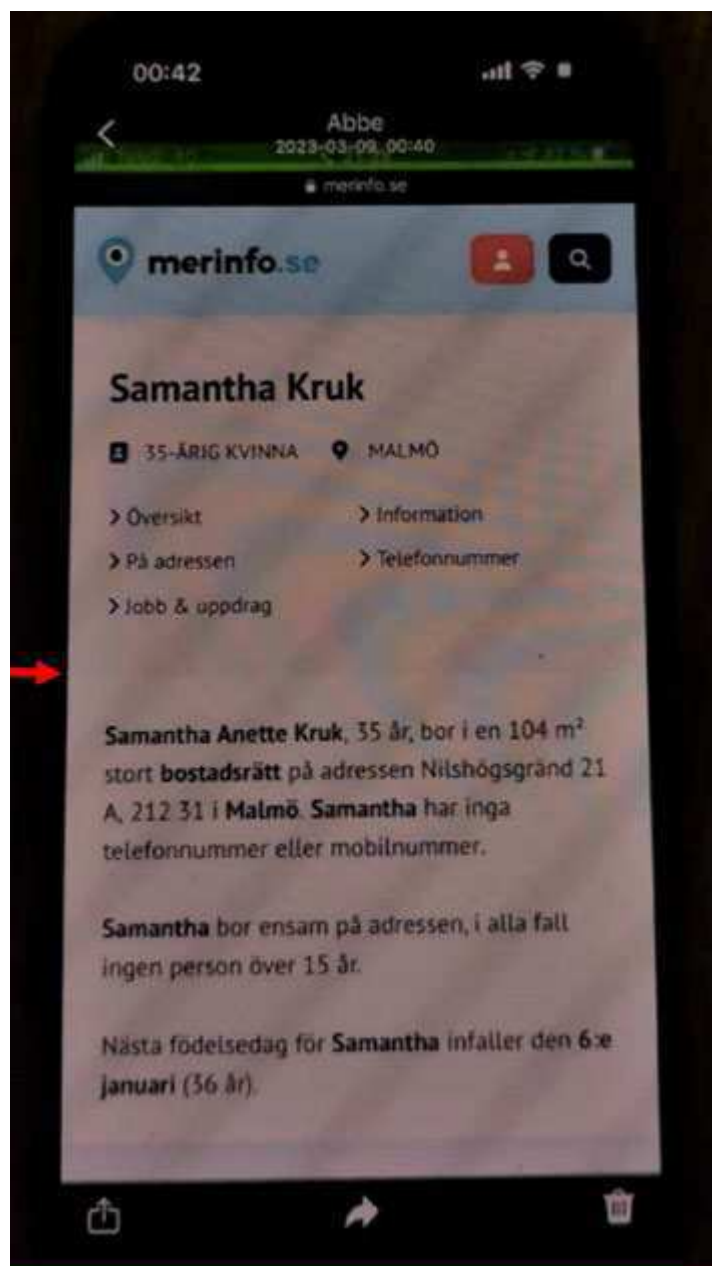 00:42
Abbe
2023-03-09, 00:40
merinfo.se
merinfo.se
Samantha Kruk
35-ÅRIG KVINNA MALMÖ
Översikt Information
På adressen Telefonnummer
Jobb & uppdrag
Samantha Anette Kruk, 35 år, bor i en 104 m²
stort bostadsrätt på adressen Nilshögsgränd 21
A, 212 31 i Malmö. Samantha har inga
telefonnummer eller mobilnummer.
Samantha bor ensam på adressen, i alla fall
ingen person över 15 år.
Nästa födelsedag för Samantha infaller den 6:e
januari (36 år).